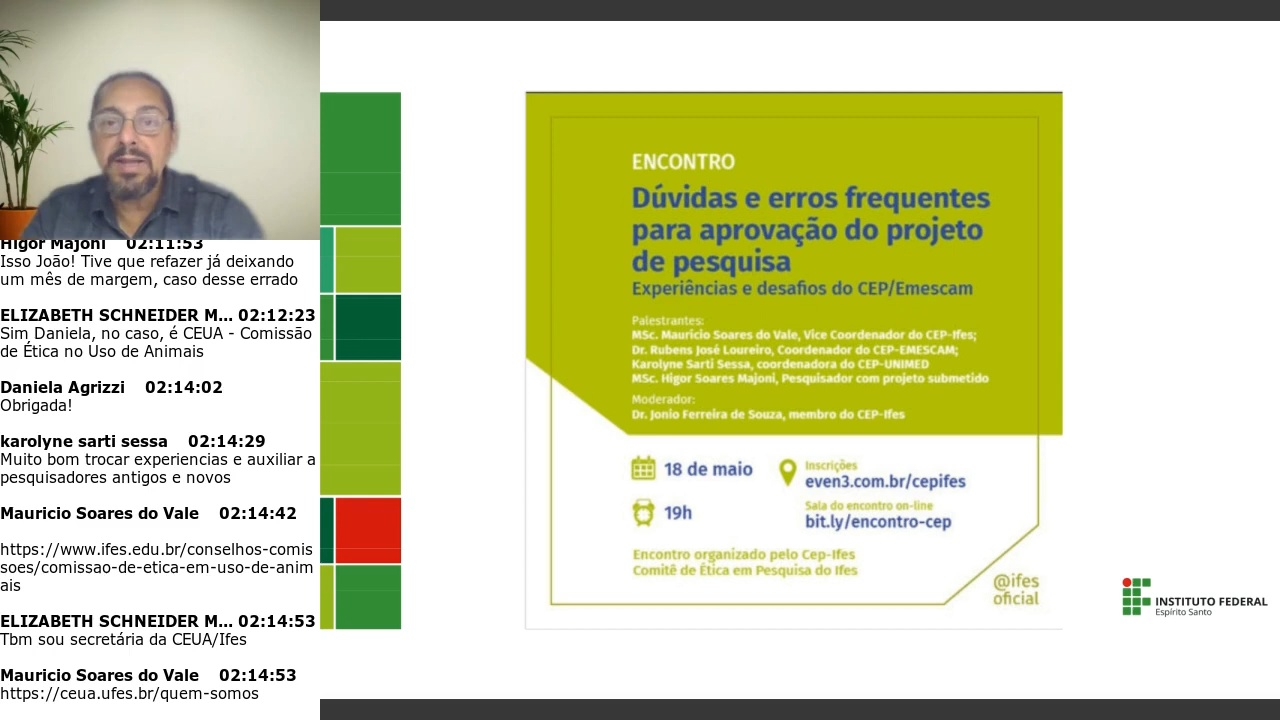 Higor Majoni 02:11:53
Isso João! Tive que refazer já deixando
um mês de margem, caso desse errado
ELIZABETH SCHNEIDER M... 02:12:23
Sim Daniela, no caso, é CEUA - Comissão
de Ética no Uso de Animais
Daniela Agrizzi 02:14:02
Obrigada!
karolyne sarti sessa 02:14:29
Muito bom trocar experiencias e auxiliar a
pesquisadores antigos e novos
Mauricio Soares do Vale 02:14:42
https://www.ifes.edu.br/conselhos-comis
soes/comissao-de-etica-em-uso-de-anim
ais
ELIZABETH SCHNEIDER M... 02:14:53
Tbm sou secretária da CEUA/Ifes
Mauricio Soares do Vale 02:14:53
https://ceua.ufes.br/quem-somos
ENCONTRO
Dúvidas e erros frequentes
para aprovação do projeto
de pesquisa
Experiências e desafios do CEP/Emescam
Palestrantes:
MSc. Mauricio Soares do Vale, Vice Coordenador do CEP-Ifes;
Dr. Rubens José Loureiro, Coordenador do CEP-EMESCAM;
Karolyne Sarti Sessa, coordenadora do CEP-UNIMED
MSc. Higor Soares Majoni, Pesquisador com projeto submetido
Moderador:
Dr. Jonio Ferreira de Souza, membro do CEP-Ifes
18 de maio
19h
Inscrições
even3.com.br/cepifes
Sala do encontro on-line
bit.ly/encontro-cep
Encontro organizado pelo Cep-Ifes
Comitê de Ética em Pesquisa do Ifes
@ifes
oficial
INSTITUTO FEDERAL
Espírito Santo